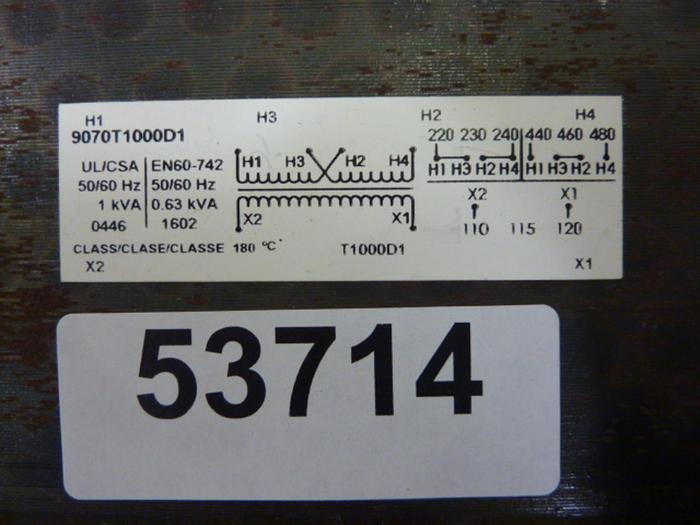 H1 H3 H2 H4
9070T1000D1
220 230 240 440 460 480
H1 H3 H2 H4
H1 H3 H2 H4 H1 H3 H2 H4
UL/CSA EN60-742
50/60 Hz 50/60 Hz
1 kVA 0.63 kVA
0446 1602
X2 X1
X2 X1
110 115 120
CLASS/CLASE/CLASSE 180 °C
T1000D1
X2 X1
53714